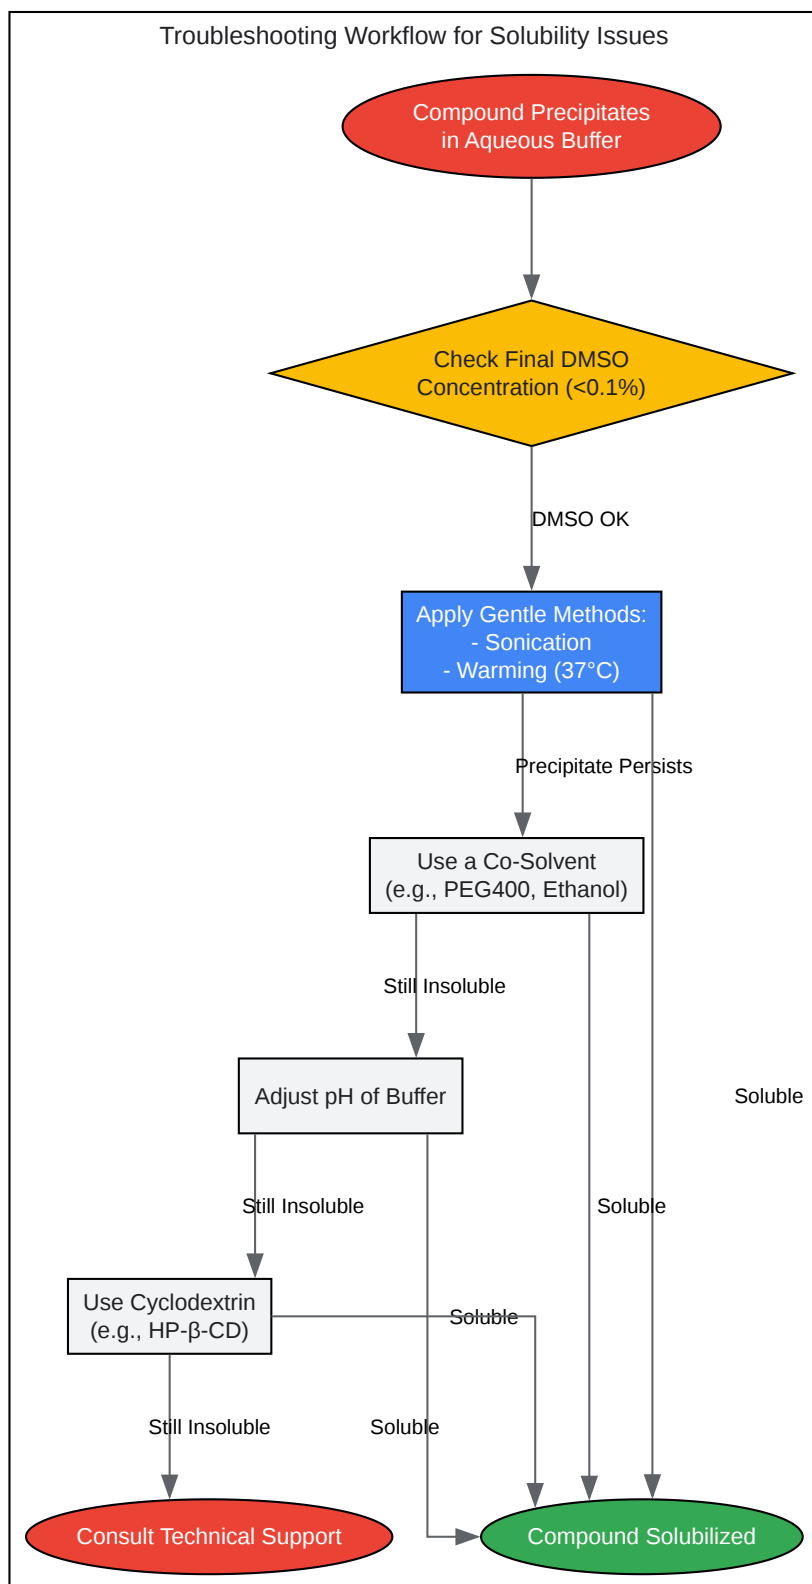 Troubleshooting Workflow for Solubility Issues
Compound Precipitates
in Aqueous Buffer
Check Final DMSO
Concentration (<0.1%)
DMSO OK
Apply Gentle Methods:
- Sonication
- Warming (37°C)
Precipitate Persists
Use a Co-Solvent
(e.g., PEG400, Ethanol)
Still Insoluble
Adjust pH of Buffer
Soluble
Still Insoluble
Soluble
Use Cyclodextrin
(e.g., HP-β-CD)
Soluble
Still Insoluble
Soluble
Consult Technical Support
Compound Solubilized